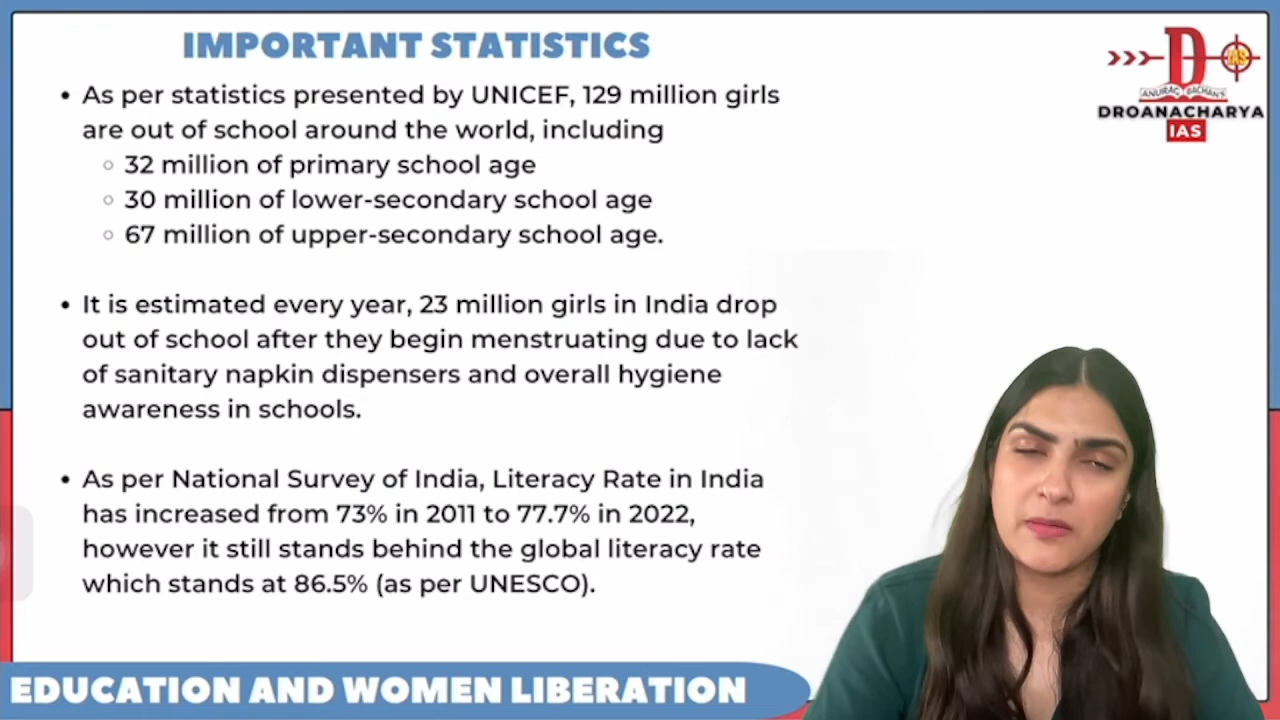 IMPORTANT STATISTICS
• As per statistics presented by UNICEF, 129 million girls
are out of school around the world, including
○ 32 million of primary school age
○ 30 million of lower-secondary school age
○ 67 million of upper-secondary school age.
• It is estimated every year, 23 million girls in India drop
out of school after they begin menstruating due to lack
of sanitary napkin dispensers and overall hygiene
awareness in schools.
• As per National Survey of India, Literacy Rate in India
has increased from 73% in 2011 to 77.7% in 2022,
however it still stands behind the global literacy rate
which stands at 86.5% (as per UNESCO).
EDUCATION AND WOMEN LIBERATION
D
IAS
ANURAG BACHAN'S
DROANACHARYA
IAS